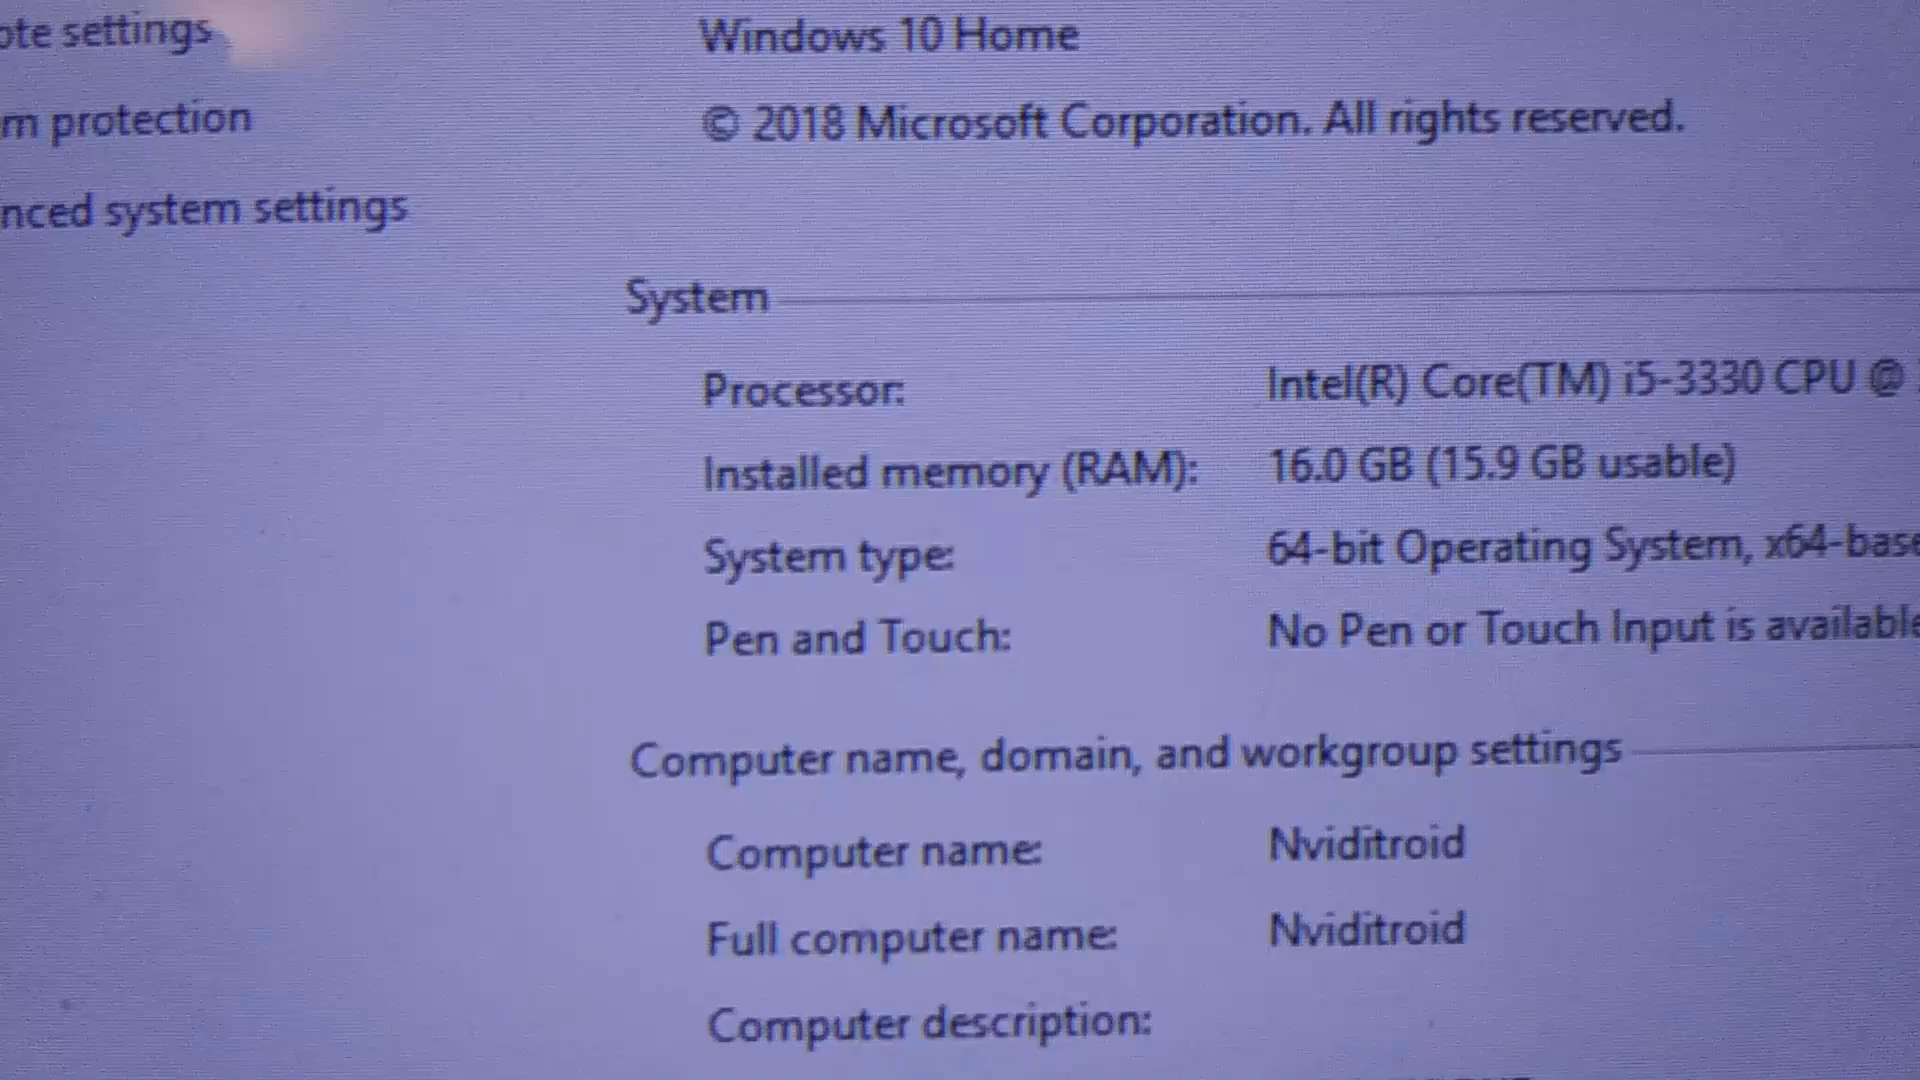 ote settings
m protection
nced system settings
Windows 10 Home
© 2018 Microsoft Corporation. All rights reserved.
System
Processor: Intel(R) Core(TM) i5-3330 CPU @
Installed memory (RAM): 16.0 GB (15.9 GB usable)
System type: 64-bit Operating System, x64-base
Pen and Touch: No Pen or Touch Input is available
Computer name, domain, and workgroup settings
Computer name: Nviditroid
Full computer name: Nviditroid
Computer description: